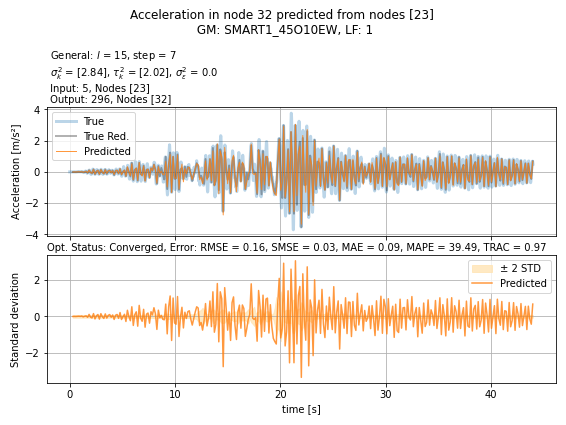 Acceleration in node 32 predicted from nodes [23]
GM: SMART1_45O10EW, LF: 1
General: l = 15, step = 7
σ²ₖ = [2.84], τ²ₖ = [2.02], σ²ε = 0.0
Input: 5, Nodes [23]
Output: 296, Nodes [32]
4
2
0
−2
−4
Acceleration [m/s²]
True
True Red.
Predicted
Opt. Status: Converged, Error: RMSE = 0.16, SMSE = 0.03, MAE = 0.09, MAPE = 39.49, TRAC = 0.97
2
0
−2
Standard deviation
± 2 STD
Predicted
0 10 20 30 40
time [s]